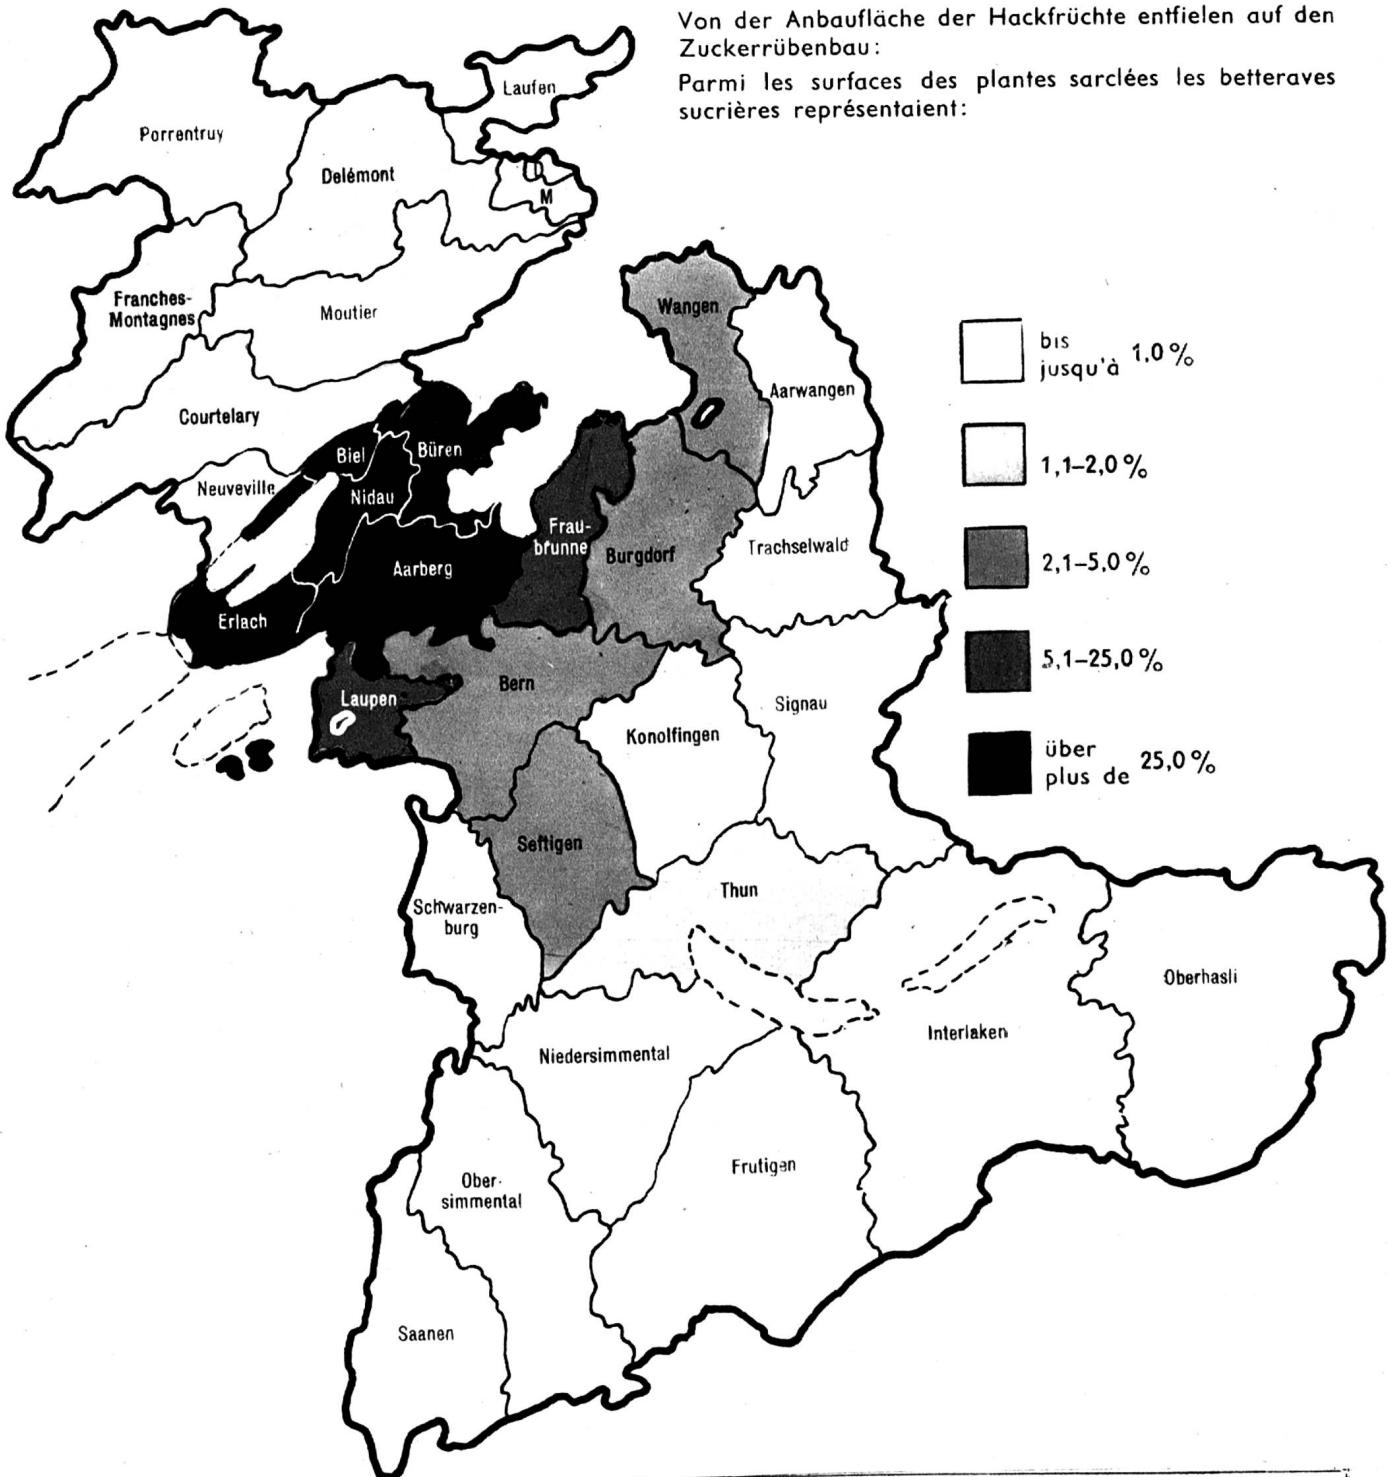 Von der Anbaufläche der Hackfrüchte entfielen auf den
Zuckerrübenbau:
Parmi les surfaces des plantes sarclées les betteraves
sucrières représentaient:
Laufen
Porrentruy
Delémont
M
Franches-
Montagnes
Moutier
Wangen
bis
jusqu'à 1,0 %
Aarwangen
Courtelary
Biel
Büren
1,1–2,0 %
Neuveville
Nidau
Frau-
brunne
Burgdorf
Trachselwald
2,1–5,0 %
Aarberg
Erlach
5,1–25,0 %
Laupen
Bern
Signau
Konolfingen
über
plus de 25,0 %
Seftigen
Thun
Schwarzen-
burg
Oberhasli
Interlaken
Niedersimmental
Frutigen
Ober-
simmental
Saanen